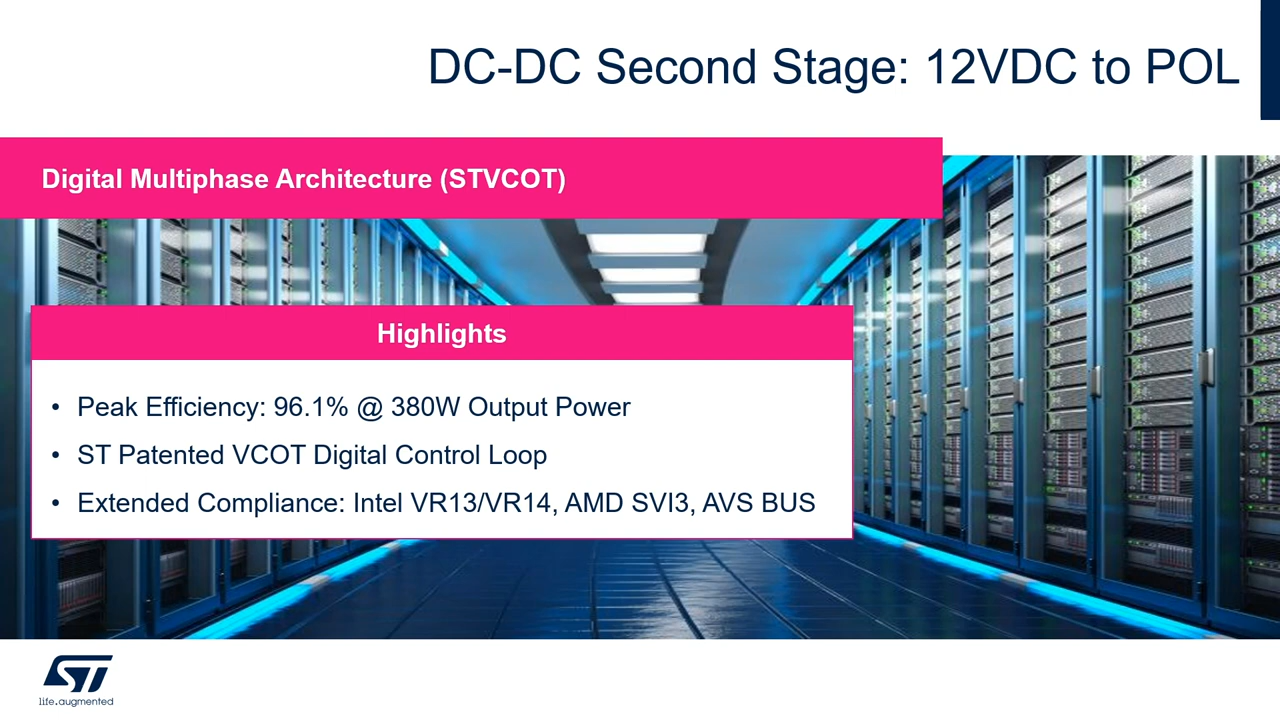 DC-DC Second Stage: 12VDC to POL
Digital Multiphase Architecture (STVCOT)
Highlights
• Peak Efficiency: 96.1% @ 380W Output Power
• ST Patented VCOT Digital Control Loop
• Extended Compliance: Intel VR13/VR14, AMD SVI3, AVS BUS
ST
life.augmented